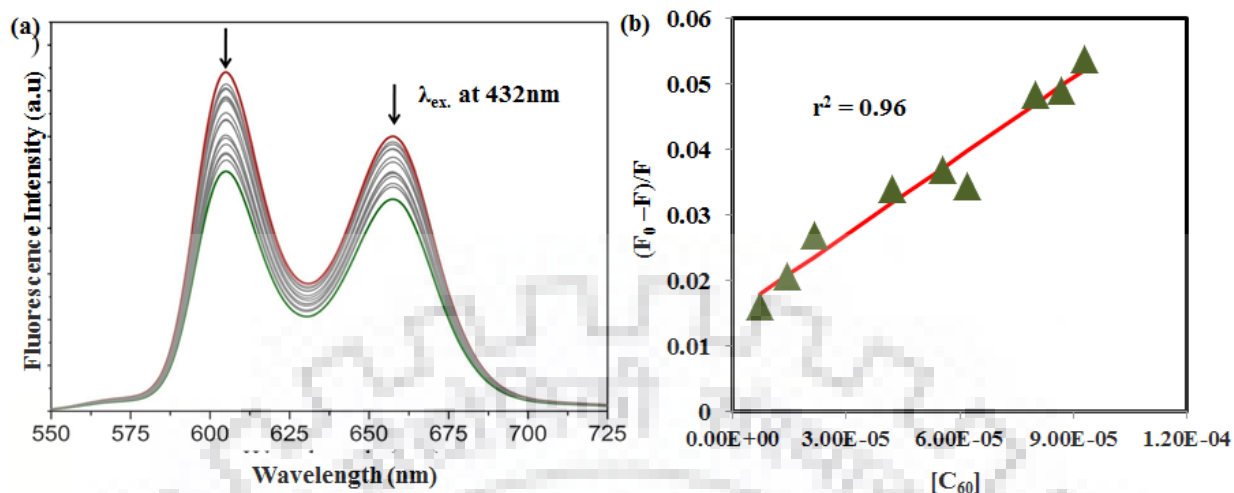 (a)
)
λex. at 432nm
Fluorescence Intensity (a.u
550 575 600 625 650 675 700 725
Wavelength (nm)
(b)
0.06
0.05
0.04
0.03
0.02
0.01
0
r² = 0.96
(F₀ –F)/F
0.00E+00 3.00E-05 6.00E-05 9.00E-05 1.20E-04
[C₆₀]